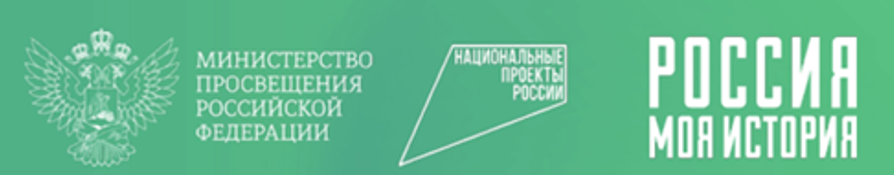 МИНИСТЕРСТВО
ПРОСВЕЩЕНИЯ
РОССИЙСКОЙ
ФЕДЕРАЦИИ
НАЦИОНАЛЬНЫЕ
ПРОЕКТЫ
РОССИИ
РОССИЯ
МОЯ ИСТОРИЯ